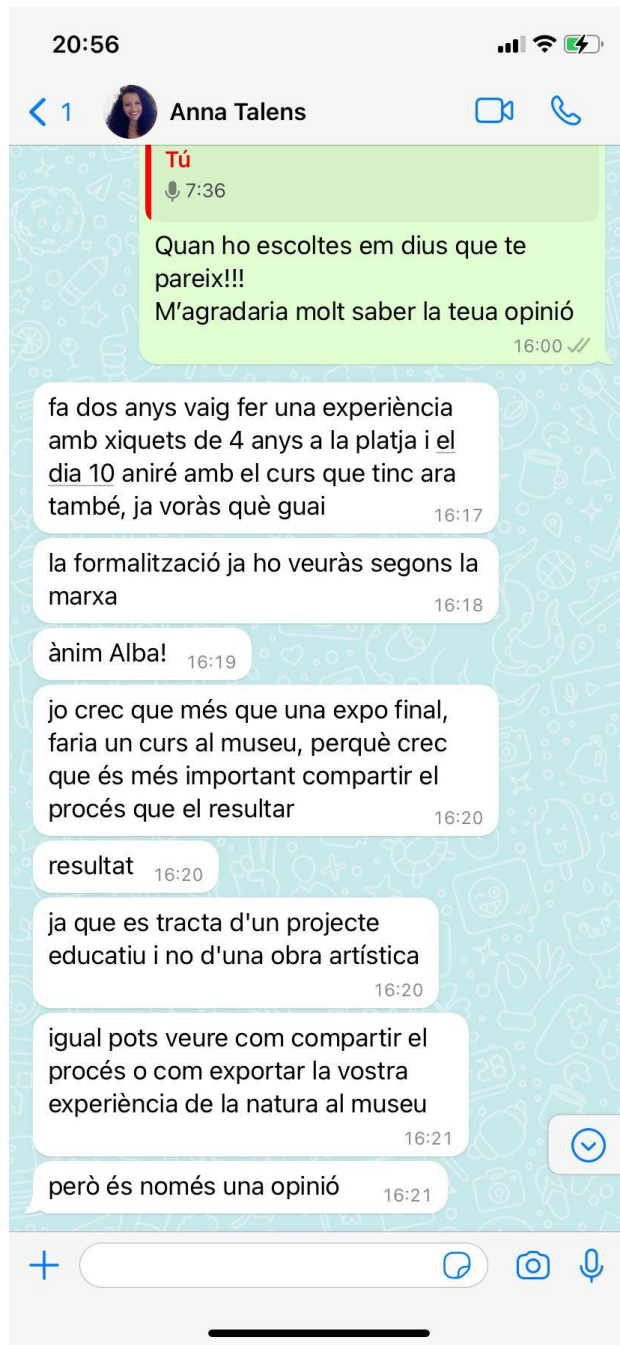 20:56
1
Anna Talens
Tú
7:36
Quan ho escoltes em dius que te
pareix!!!
M'agradaria molt saber la teua opinió
16:00
fa dos anys vaig fer una experiència
amb xiquets de 4 anys a la platja i el
dia 10 aniré amb el curs que tinc ara
també, ja voràs què guai
16:17
la formalització ja ho veuràs segons la
marxa
16:18
ànim Alba!
16:19
jo crec que més que una expo final,
faria un curs al museu, perquè crec
que és més important compartir el
procés que el resultar
16:20
resultat
16:20
ja que es tracta d'un projecte
educatiu i no d'una obra artística
16:20
igual pots veure com compartir el
procés o com exportar la vostra
experiència de la natura al museu
16:21
però és només una opinió
16:21